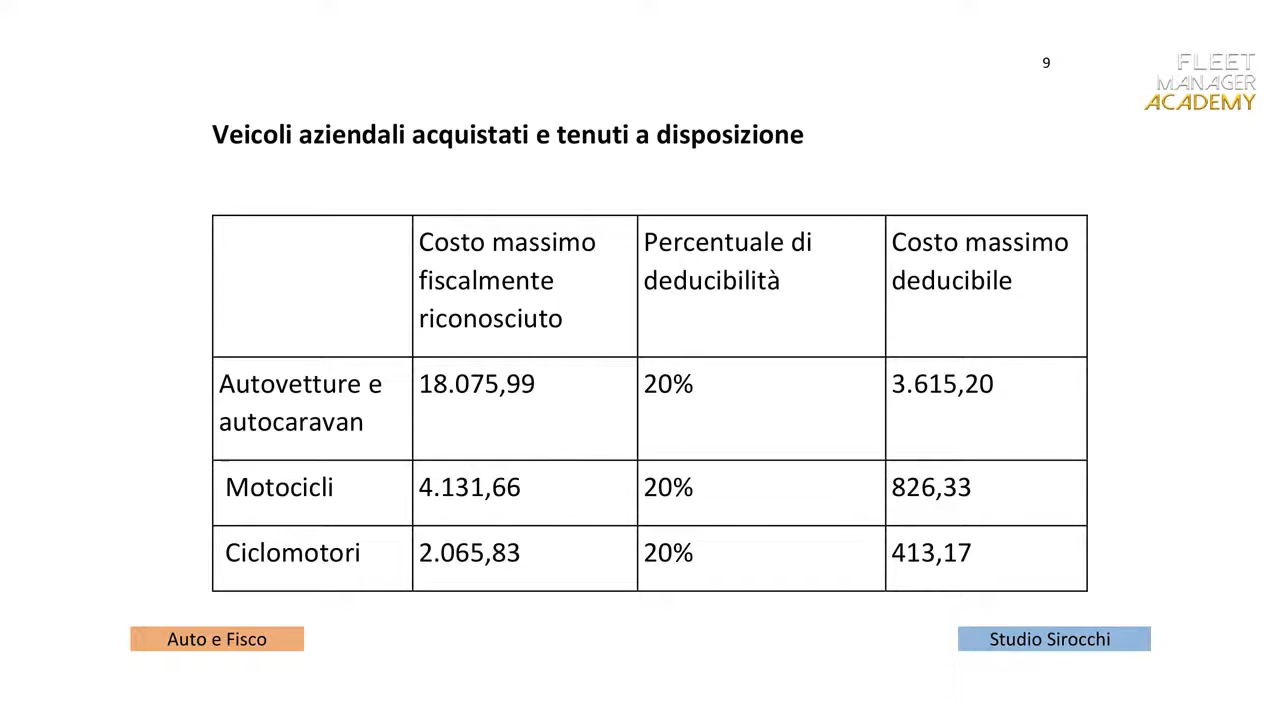 9
FLEET
MANAGER
ACADEMY
Veicoli aziendali acquistati e tenuti a disposizione
Costo massimo
fiscalmente
riconosciuto
Percentuale di
deducibilità
Costo massimo
deducibile
Autovetture e
autocaravan
18.075,99
20%
3.615,20
Motocicli
4.131,66
20%
826,33
Ciclomotori
2.065,83
20%
413,17
Auto e Fisco
Studio Sirocchi